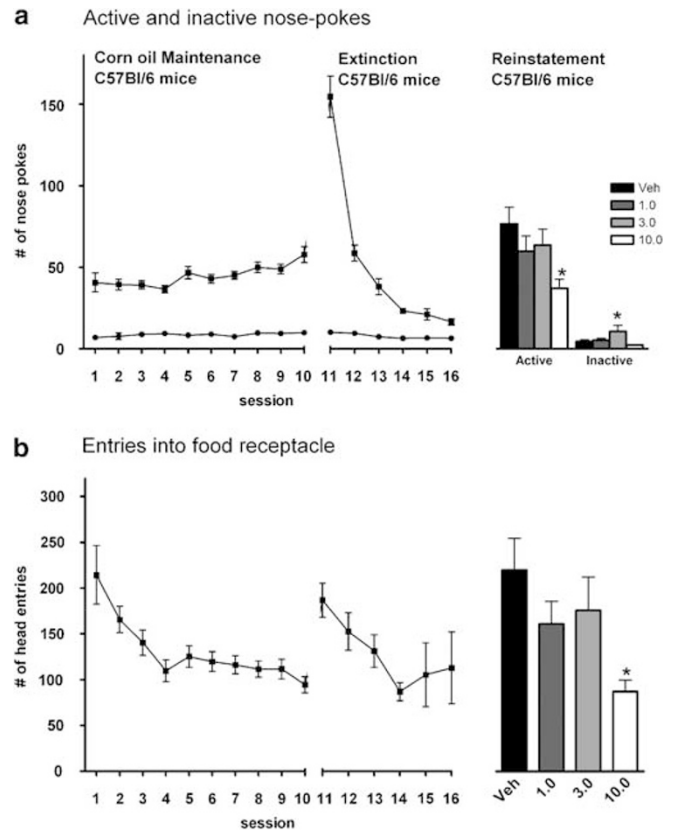 a Active and inactive nose-pokes
Corn oil Maintenance
C57Bl/6 mice
Extinction
C57Bl/6 mice
Reinstatement
C57Bl/6 mice
# of nose pokes
150
100
50
0
1 2 3 4 5 6 7 8 9 10
11 12 13 14 15 16
session
Veh
1.0
3.0
10.0
*
*
Active Inactive
b Entries into food receptacle
# of head entries
300
250
200
150
100
50
0
1 2 3 4 5 6 7 8 9 10
11 12 13 14 15 16
session
*
Veh 1.0 3.0 10.0